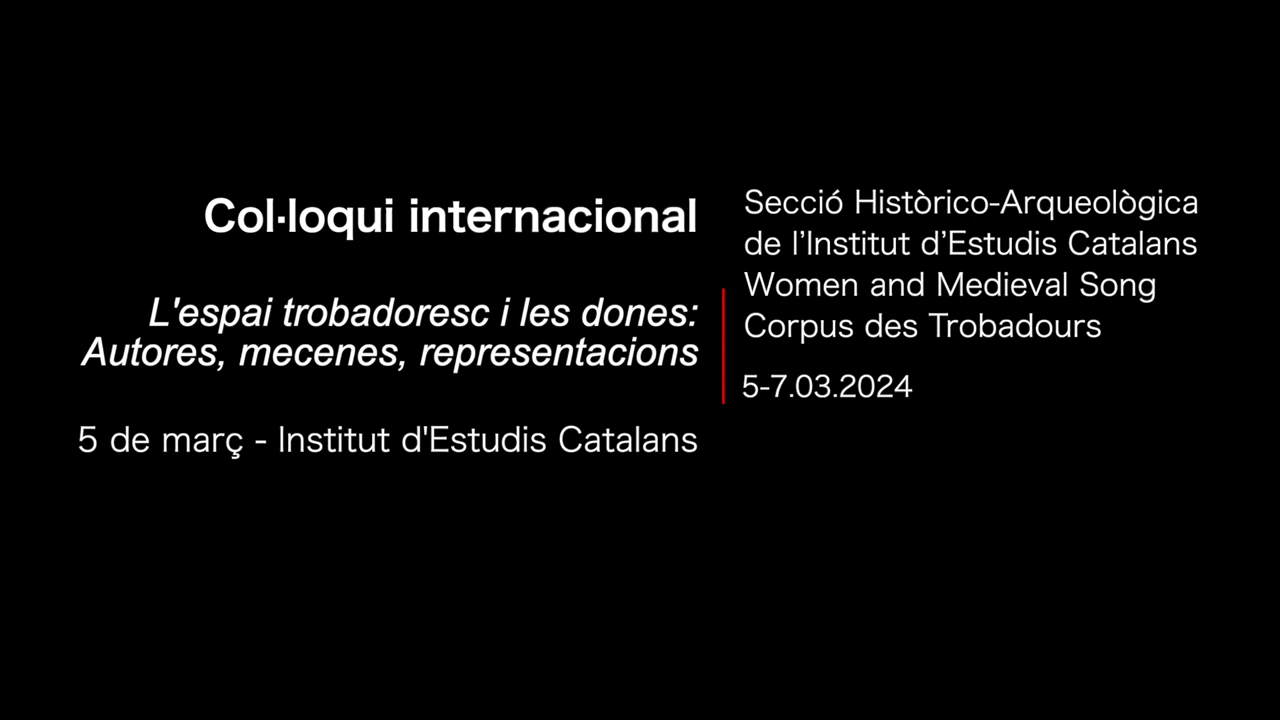 Col·loqui internacional
L'espai trobadoresc i les dones:
Autores, mecenes, representacions
5 de març - Institut d'Estudis Catalans
Secció Històrico-Arqueològica
de l’Institut d’Estudis Catalans
Women and Medieval Song
Corpus des Trobadours
5-7.03.2024